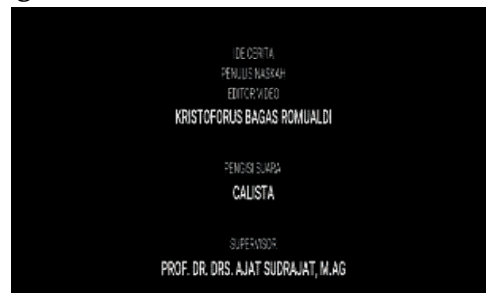 IDE CERITA
PENULIS NASKAH
EDITOR VIDEO
KRISTOFORUS BAGAS ROMUALDI
PENGISI SUARA
CALISTA
SUPERVISOR
PROF. DR. DRS. AJAT SUDRAJAT, M.AG